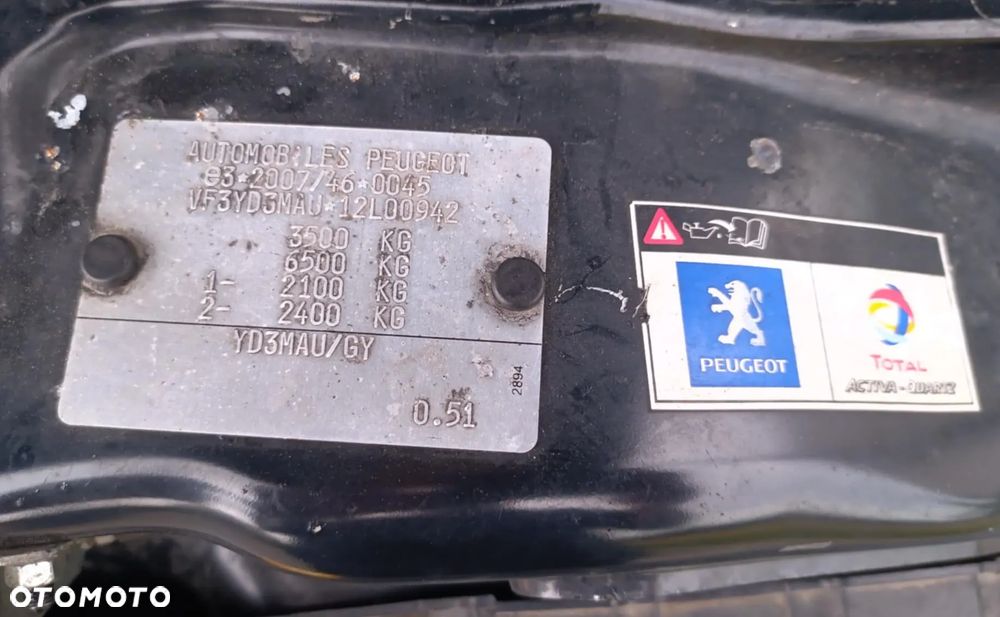 AUTOMOBILES PEUGEOT
e3*2007/46*0045
VF3YD3MAU*12L00942
3500 KG
6500 KG
1- 2100 KG
2- 2400 KG
YD3MAU/GY
2894
0.51
PEUGEOT
TOTAL
ACTIVA-QUARTZ
OTOMOTO